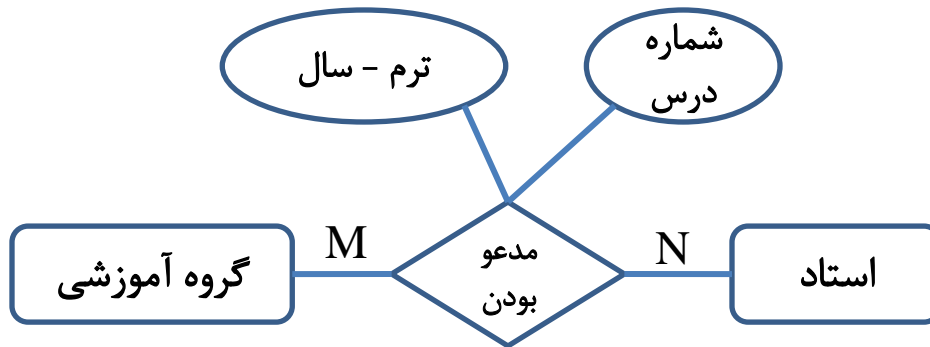 شماره
درس
ترم - سال
استاد
N
مدعو
بودن
M
گروه آموزشی